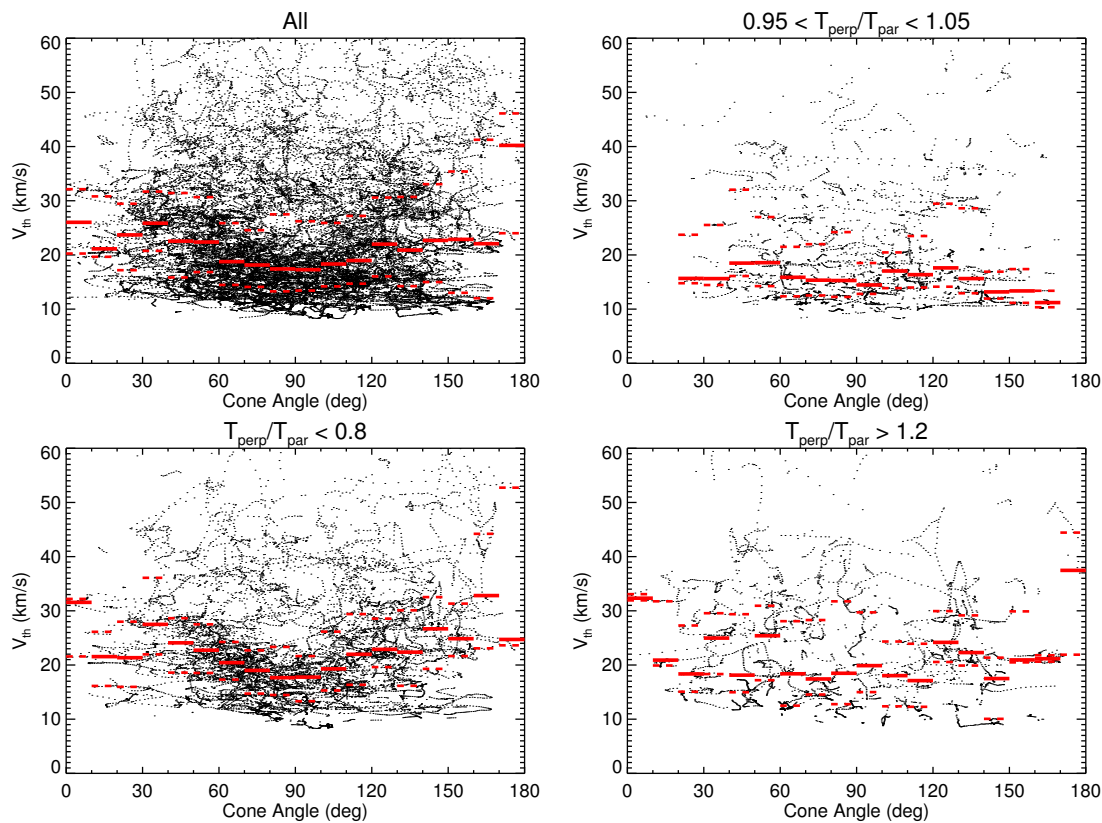 All
60
50
40
30
20
10
0
V_th (km/s)
0 30 60 90 120 150 180
Cone Angle (deg)
0.95 < T_perp/T_par < 1.05
60
50
40
30
20
10
0
V_th (km/s)
0 30 60 90 120 150 180
Cone Angle (deg)
T_perp/T_par < 0.8
60
50
40
30
20
10
0
V_th (km/s)
0 30 60 90 120 150 180
Cone Angle (deg)
T_perp/T_par > 1.2
60
50
40
30
20
10
0
V_th (km/s)
0 30 60 90 120 150 180
Cone Angle (deg)